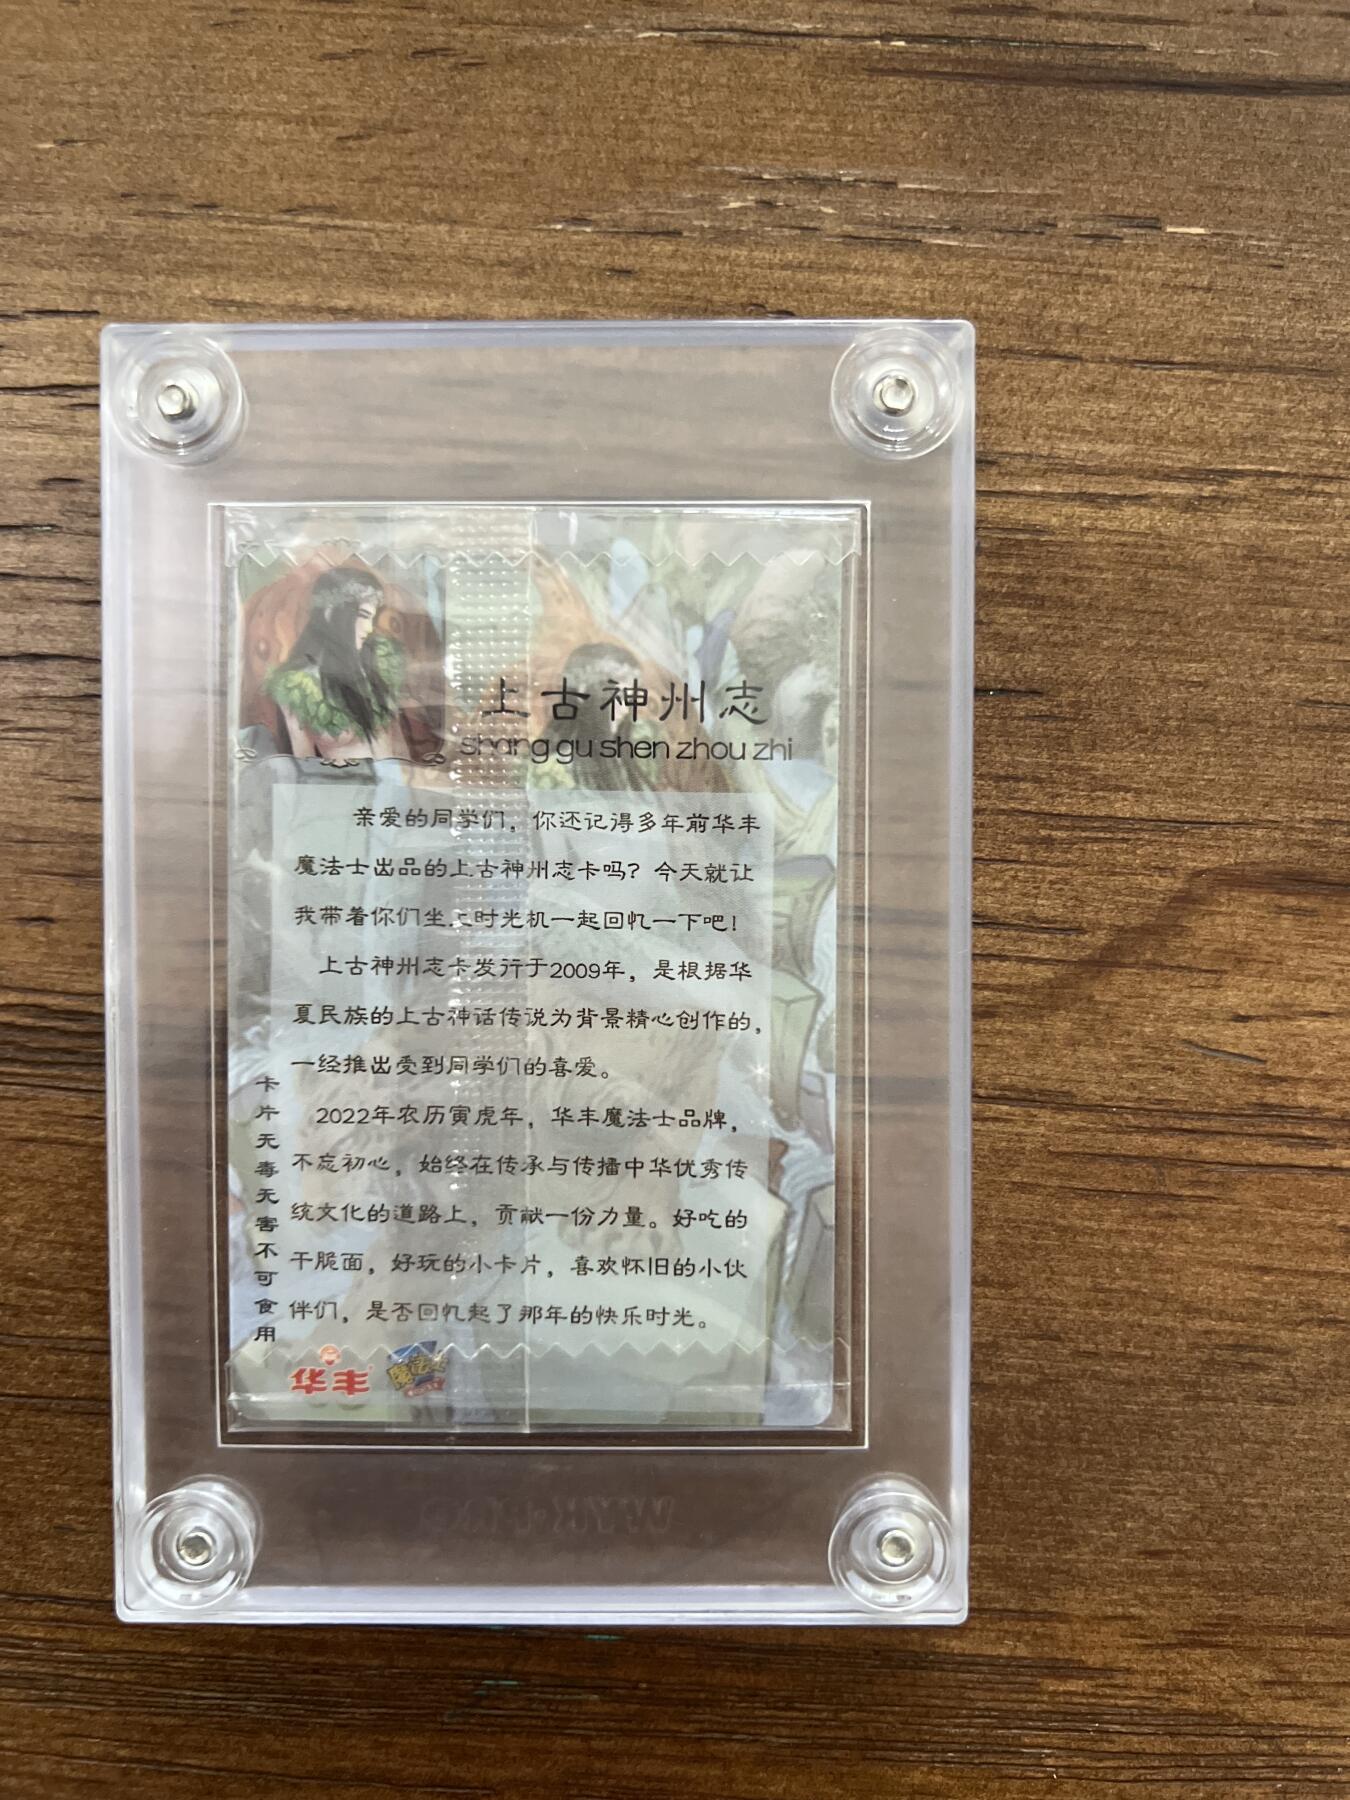 上古神州志
shang gu shen zhou zhi
亲爱的同学们，你还记得多年前华丰
魔法士出品的上古神州志卡吗？今天就让
我带着你们坐上时光机一起回忆一下吧！
上古神州志卡发行于2009年，是根据华
夏民族的上古神话传说为背景精心创作的，
一经推出受到同学们的喜爱。
2022年农历寅虎年，华丰魔法士品牌，
不忘初心，始终在传承与传播中华优秀传
统文化的道路上，贡献一份力量。好吃的
干脆面，好玩的小卡片，喜欢怀旧的小伙
伴们，是否回忆起了那年的快乐时光。
卡片无毒无害不可食用
华丰
魔法士